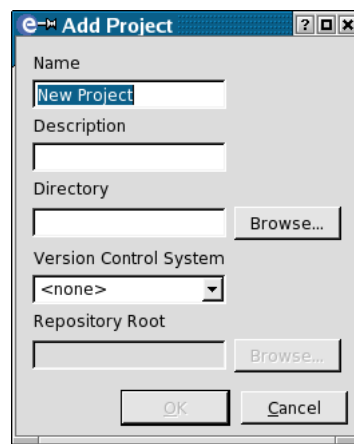 e Add Project ?
Name
New Project
Description
Directory
Browse...
Version Control System
<none>
Repository Root
Browse...
OK Cancel